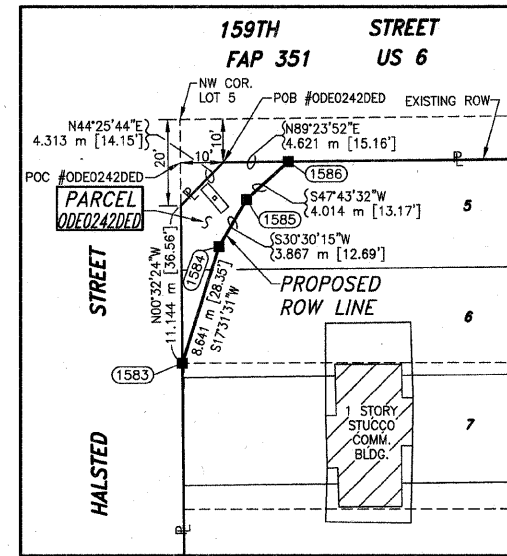 159TH STREET
FAP 351 US 6
NW COR.
LOT 5
POB #0DE0242DED
EXISTING ROW
N44°25'44"E
4.313 m [14.15']
20'
10'
10'
N89°23'52"E
4.621 m [15.16']
POC #0DE0242DED
PARCEL
0DE0242DED
1586
S47°43'32"W
4.014 m [13.17']
5
1585
S30°30'15"W
3.867 m [12.69']
1584
PROPOSED
ROW LINE
N00°32'24"W
11.144 m [36.56']
8.641 m [28.35']
S17°31'31"W
6
1583
1 STORY
STUCCO
COMM.
BLDG.
7
HALSTED STREET